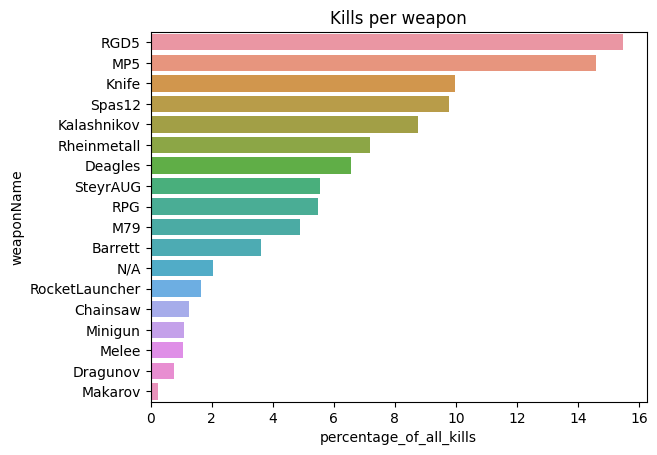 Kills per weapon
weaponName
RGD5
MP5
Knife
Spas12
Kalashnikov
Rheinmetall
Deagles
SteyrAUG
RPG
M79
Barrett
N/A
RocketLauncher
Chainsaw
Minigun
Melee
Dragunov
Makarov
0 2 4 6 8 10 12 14 16
percentage_of_all_kills